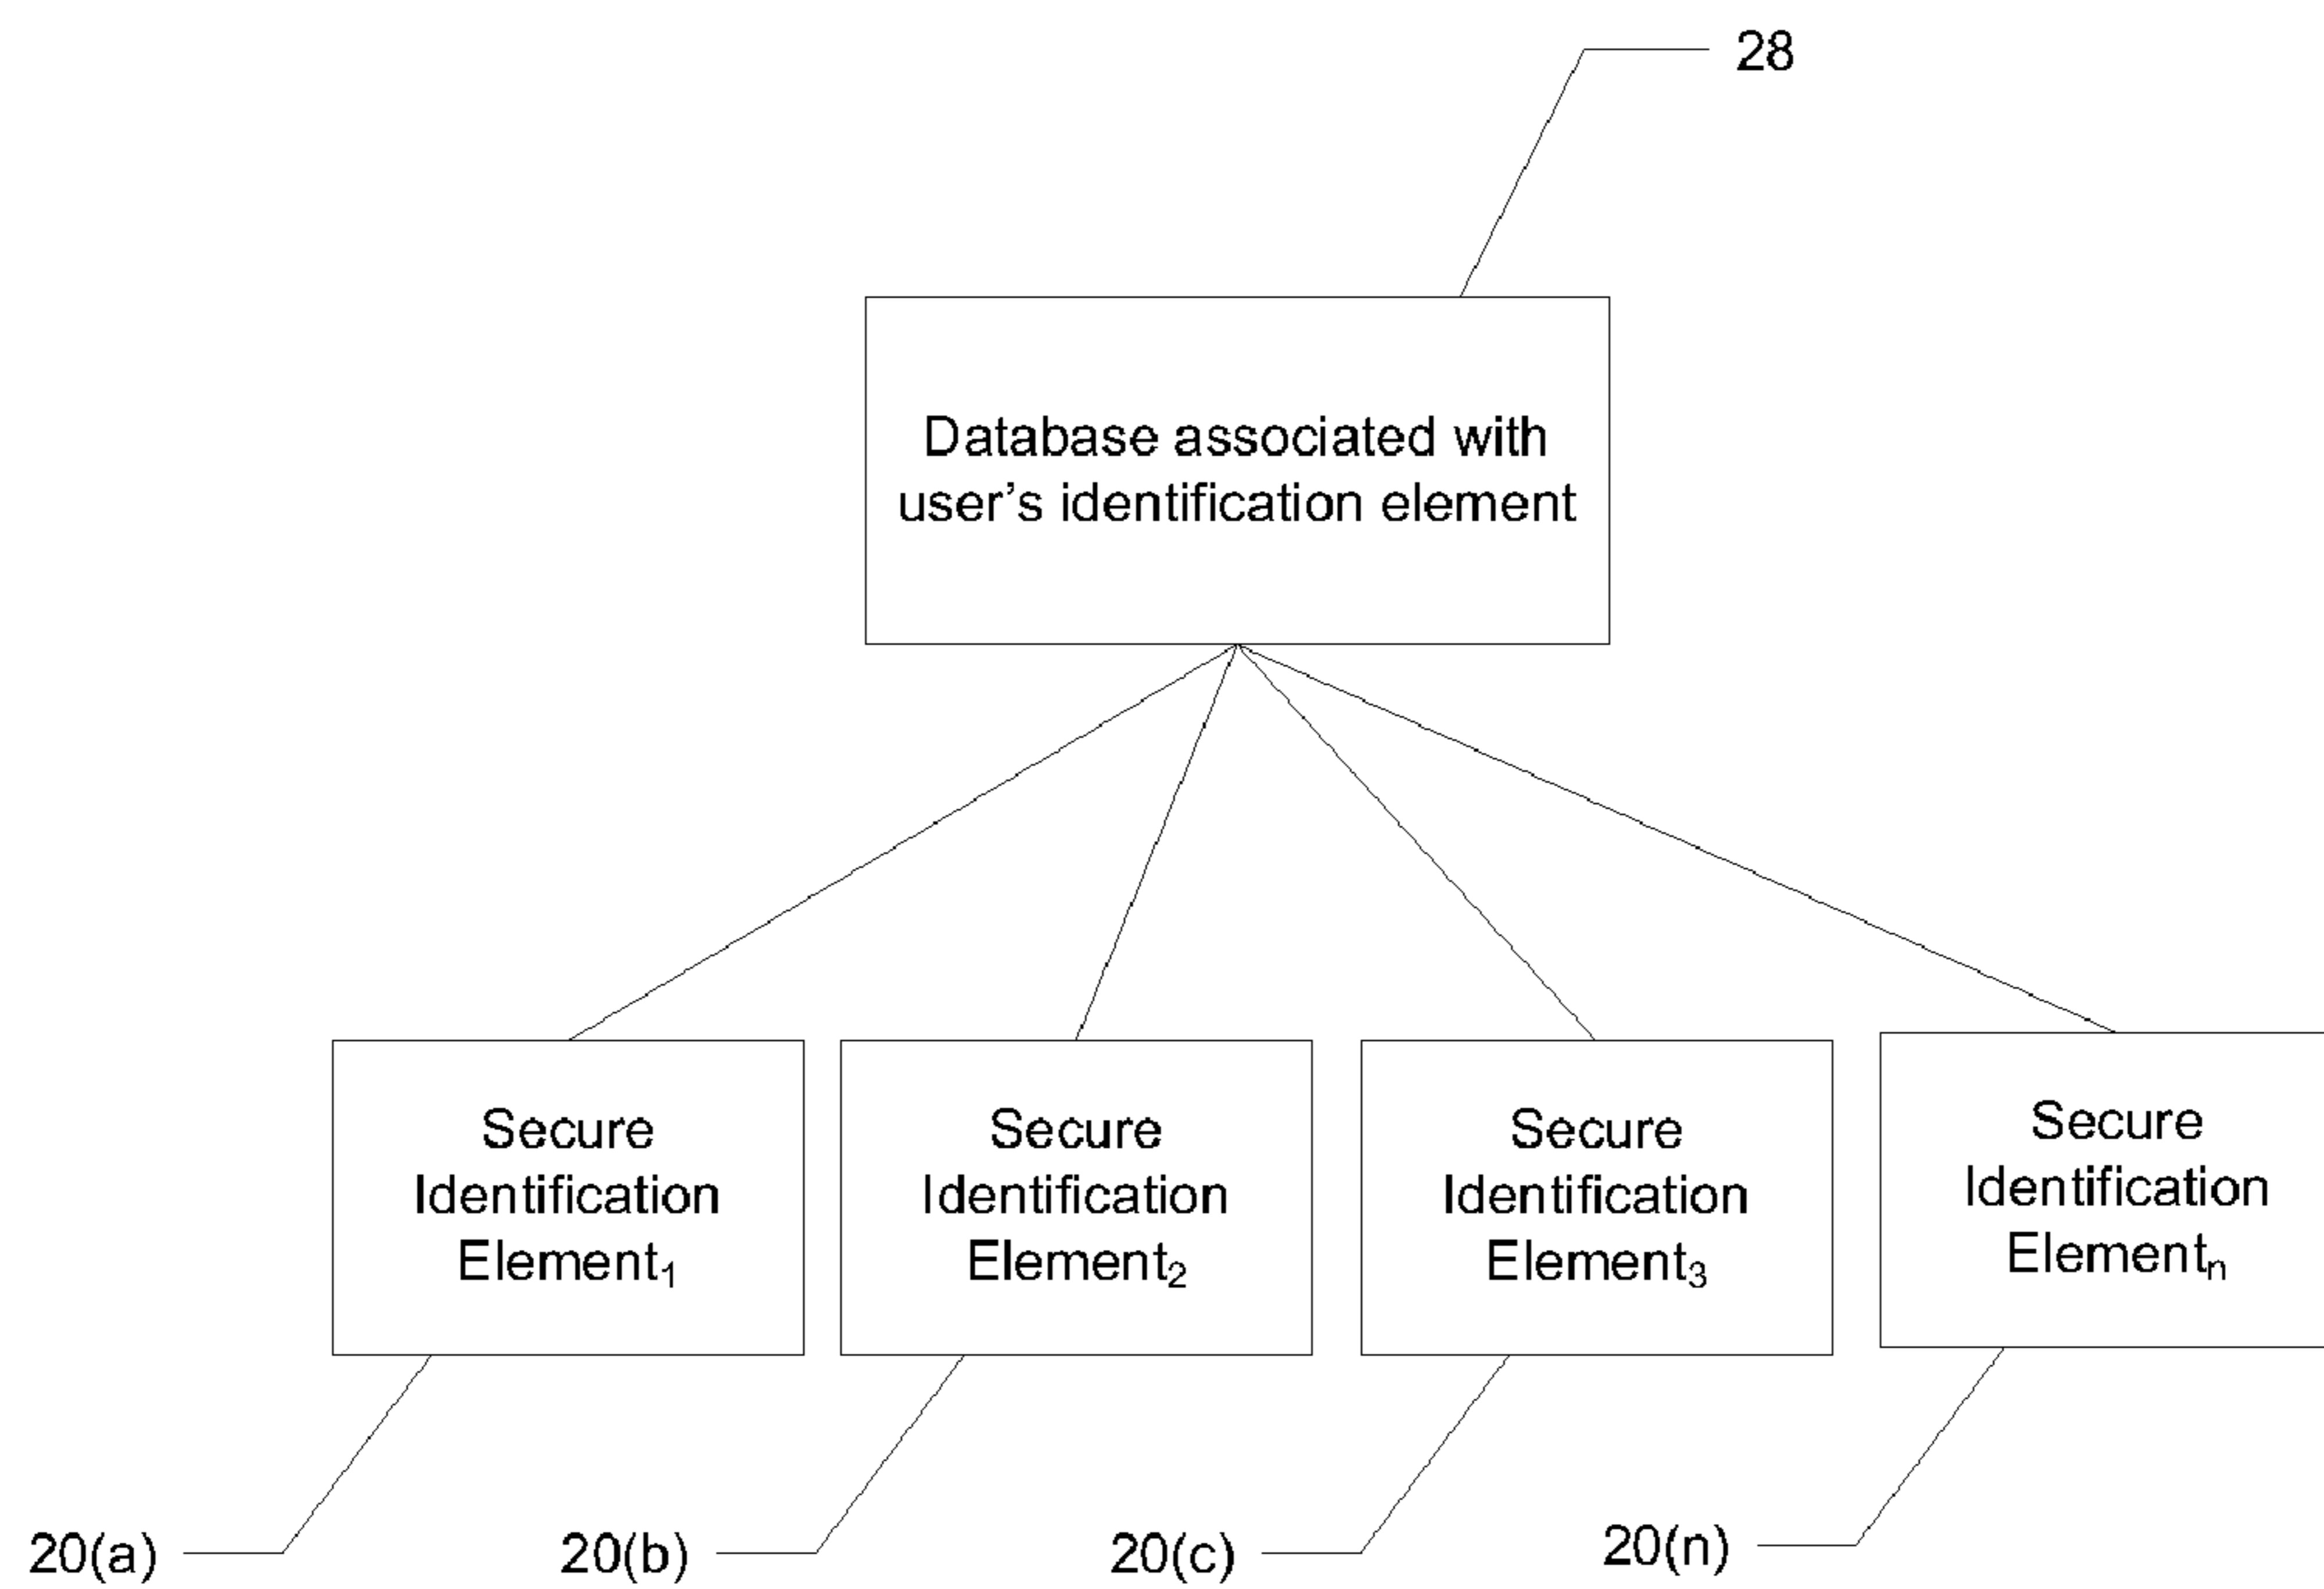 28
Database associated with
user's identification element
Secure
Identification
Element₁
Secure
Identification
Element₂
Secure
Identification
Element₃
Secure
Identification
Elementₙ
20(a)
20(b)
20(c)
20(n)